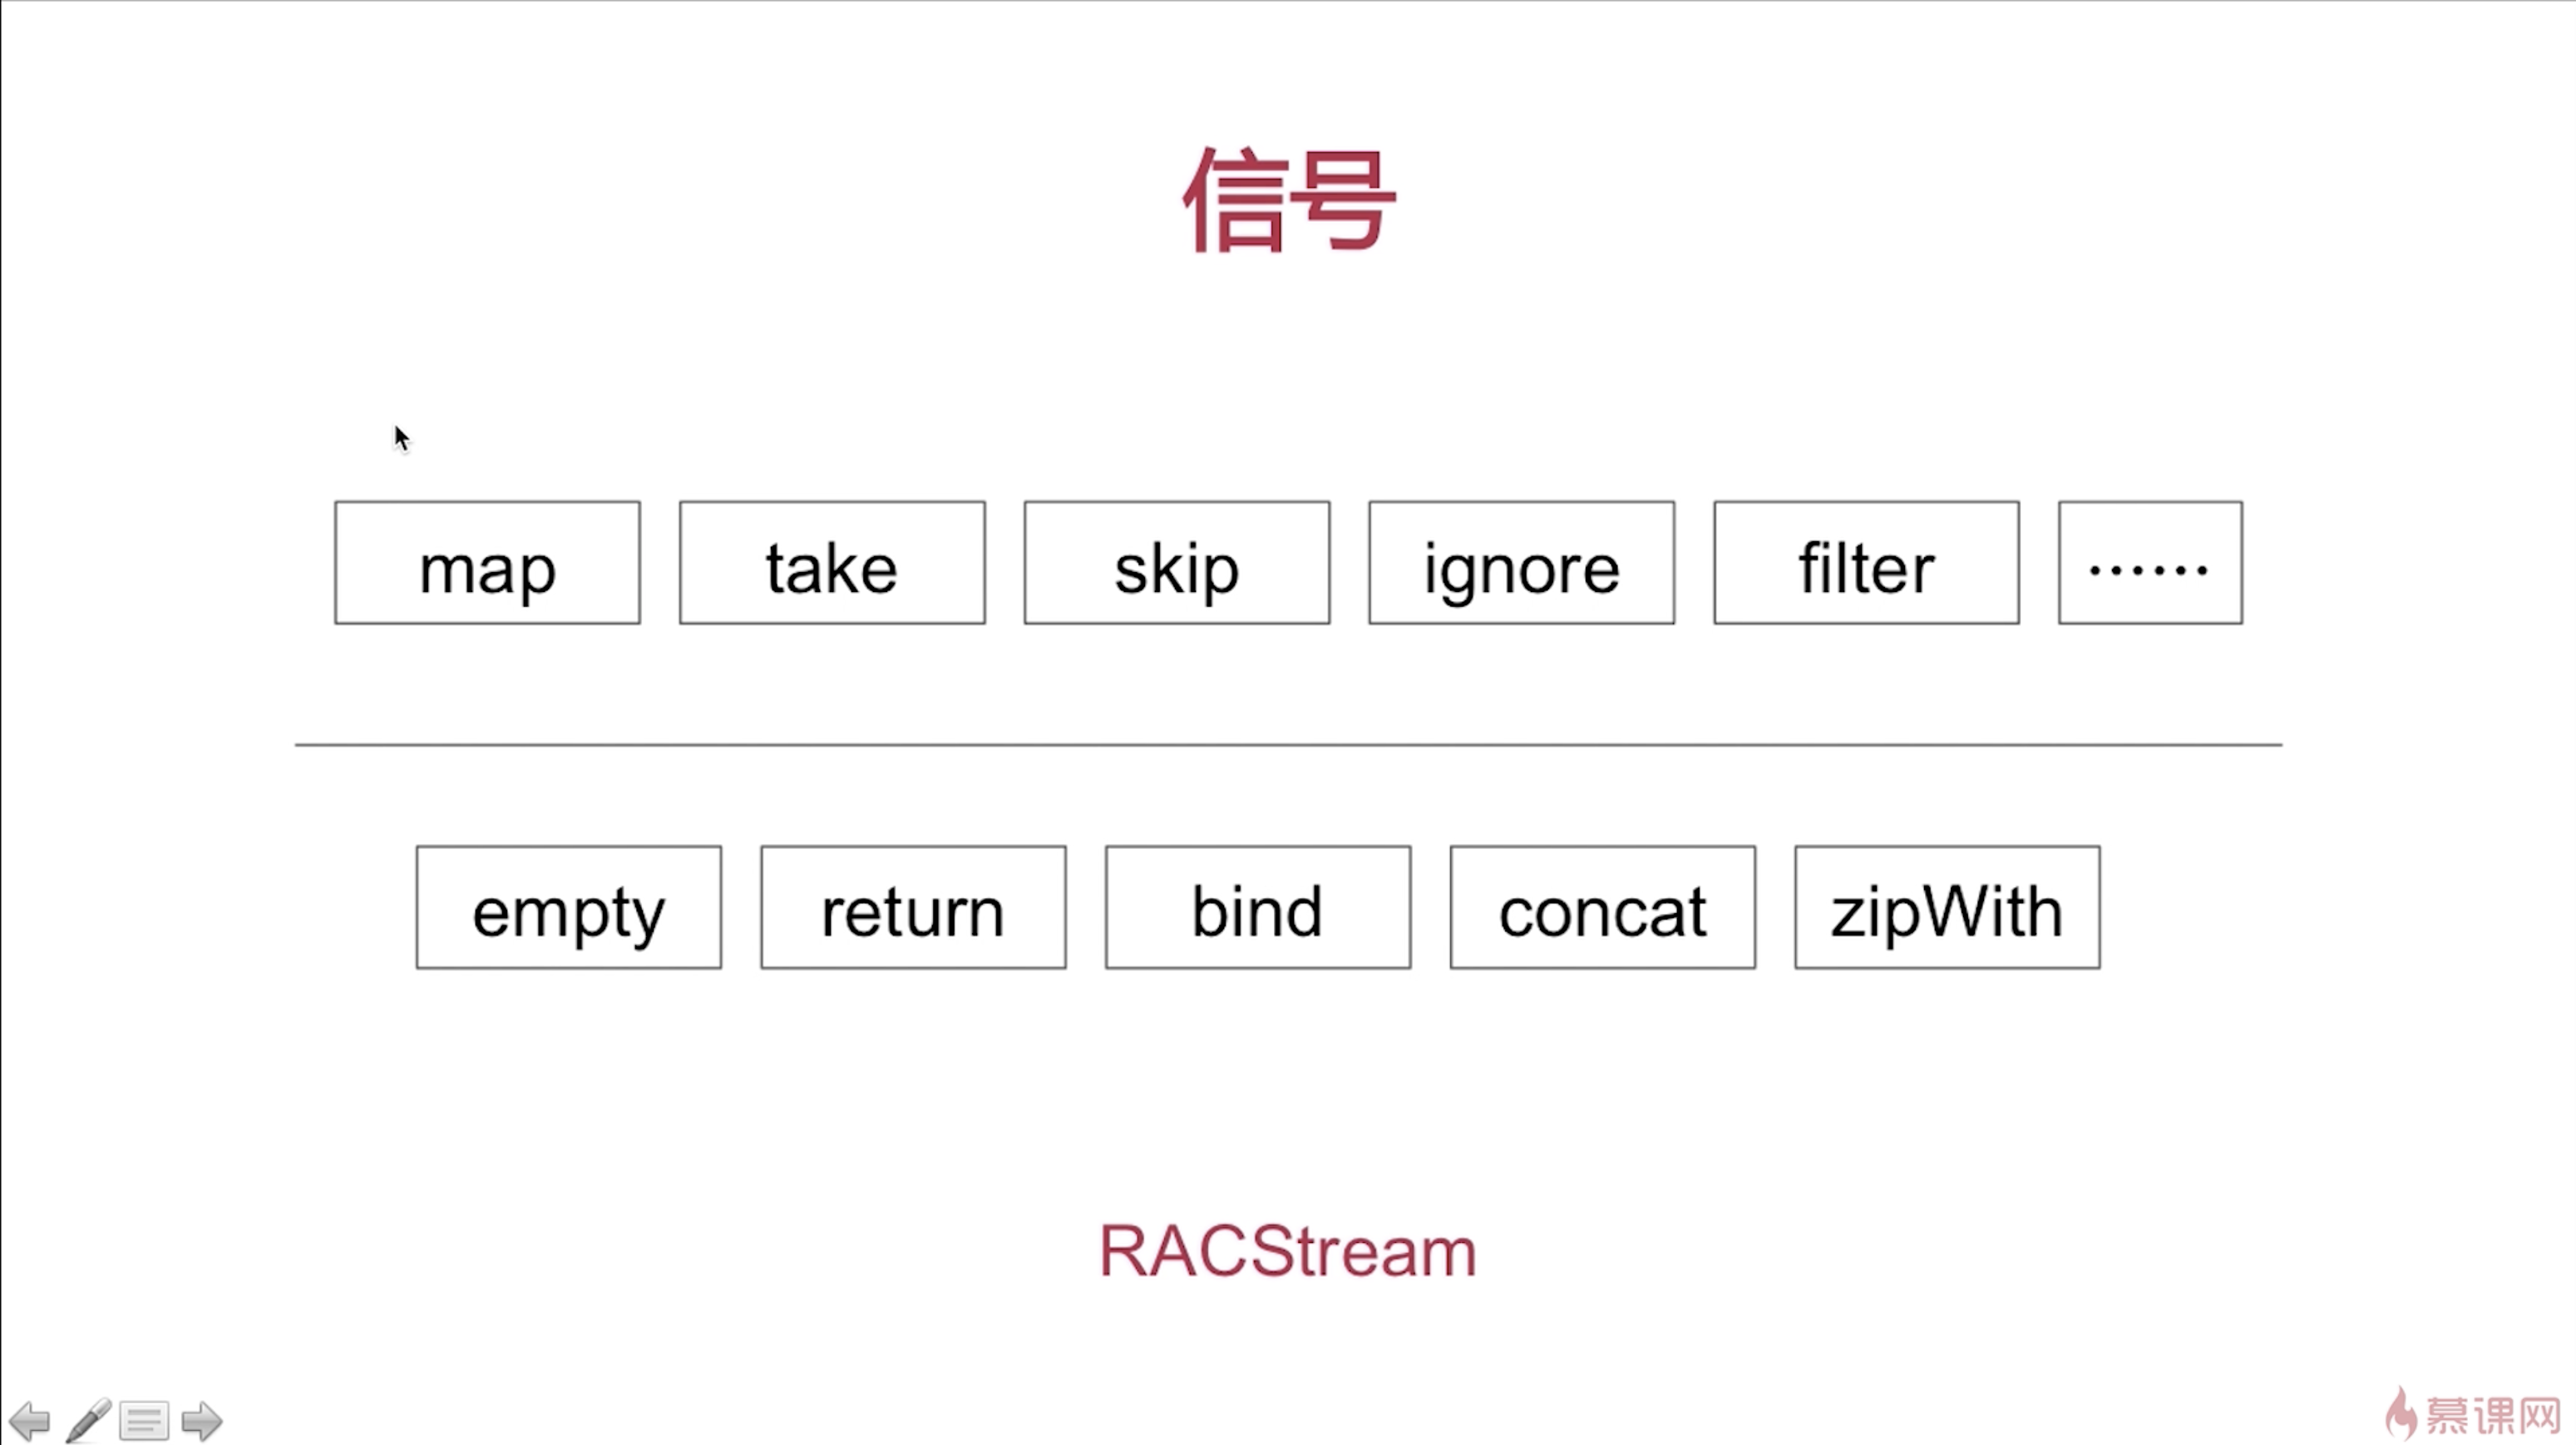 信号
map take skip ignore filter ······
empty return bind concat zipWith
RACStream
慕课网